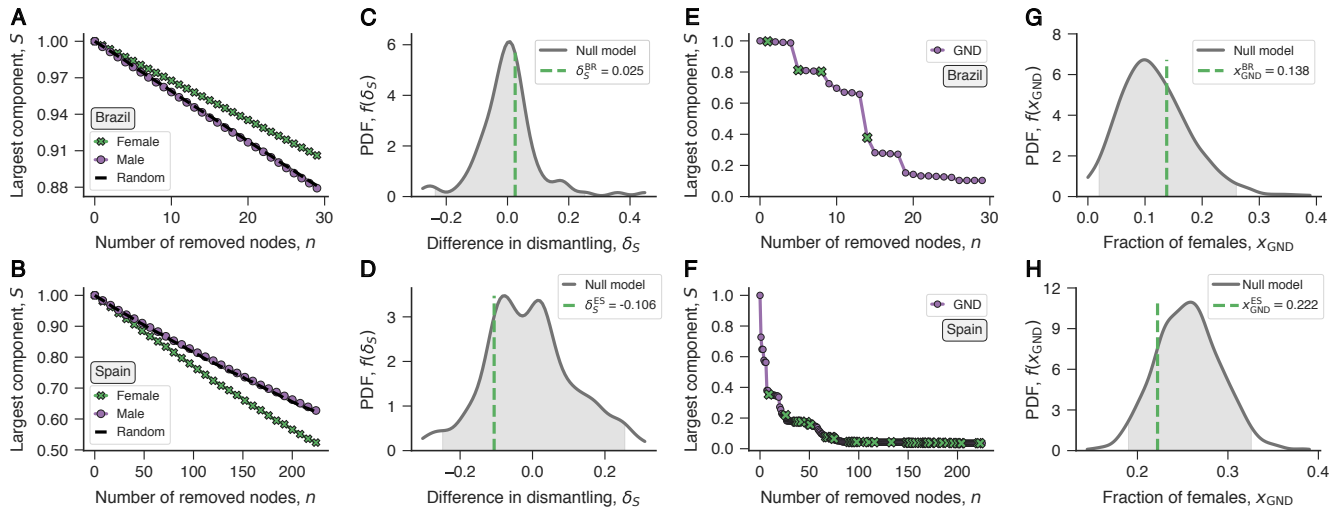 A
Largest component, S
1.00
0.97
0.94
0.91
0.88
Brazil
Female
Male
Random
0
10
20
30
Number of removed nodes, n
C
PDF, f(δS)
6
4
2
0
Null model
δS^BR = 0.025
−0.2
0.0
0.2
0.4
Difference in dismantling, δS
E
Largest component, S
1.0
0.8
0.6
0.4
0.2
0.0
GND
Brazil
0
10
20
30
Number of removed nodes, n
G
PDF, f(xGND)
8
6
4
2
0
Null model
xGND^BR = 0.138
0.0
0.1
0.2
0.3
0.4
Fraction of females, xGND
B
Largest component, S
1.00
0.90
0.80
0.70
0.60
0.50
Spain
Female
Male
Random
0
50
100
150
200
Number of removed nodes, n
D
PDF, f(δS)
3
2
1
0
Null model
δS^ES = -0.106
−0.2
0.0
0.2
Difference in dismantling, δS
F
Largest component, S
1.0
0.8
0.6
0.4
0.2
0.0
GND
Spain
0
50
100
150
200
Number of removed nodes, n
H
PDF, f(xGND)
12
9
6
3
0
Null model
xGND^ES = 0.222
0.2
0.3
0.4
Fraction of females, xGND